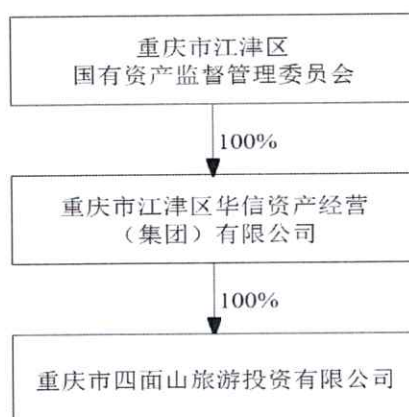 重庆市江津区
国有资产监督管理委员会
100%
重庆市江津区华信资产经营
（集团）有限公司
100%
重庆市四面山旅游投资有限公司